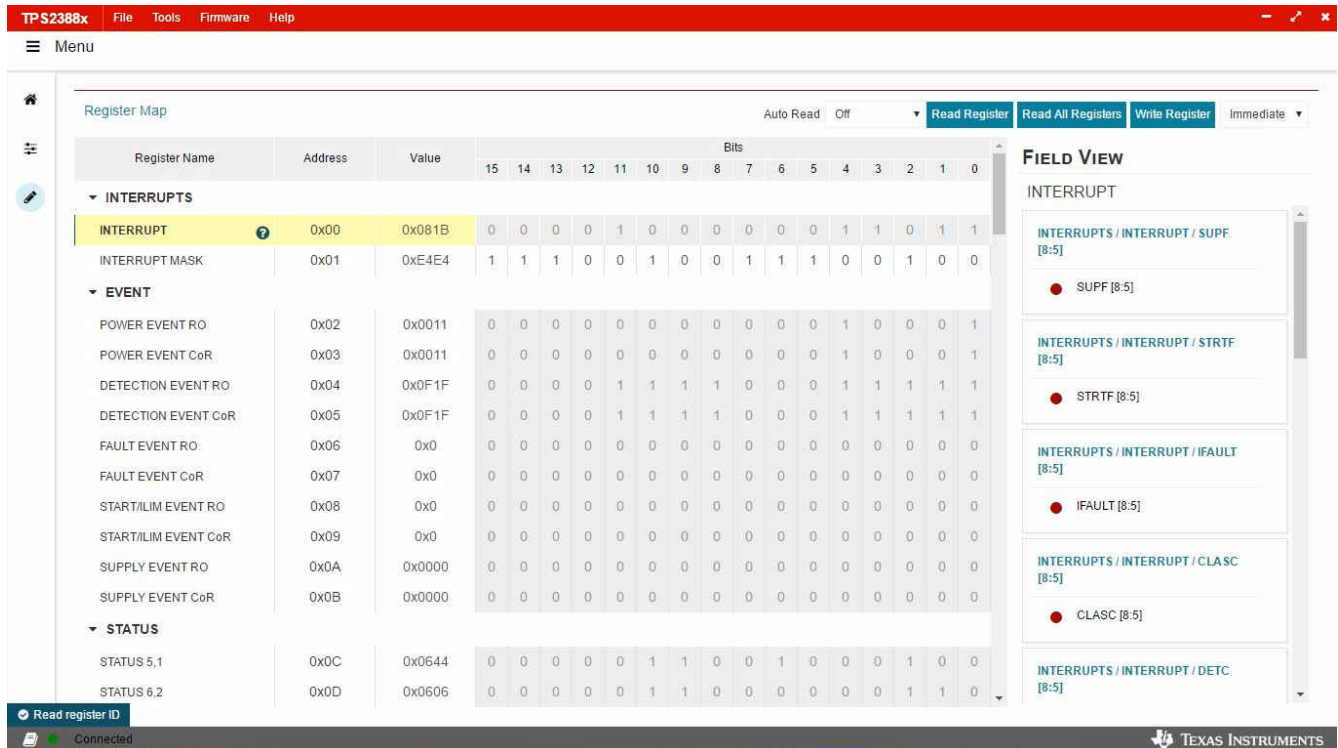 TPS2388x File Tools Firmware Help
Menu
Register Map Auto Read Off Read Register Read All Registers Write Register Immediate
Register Name Address Value Bits
15 14 13 12 11 10 9 8 7 6 5 4 3 2 1 0
INTERRUPTS
INTERRUPT 0x00 0x081B 0 0 0 0 1 0 0 0 0 0 0 1 1 0 1 1
INTERRUPT MASK 0x01 0xE4E4 1 1 1 0 0 1 0 0 1 1 1 0 0 1 0 0
EVENT
POWER EVENT RO 0x02 0x0011 0 0 0 0 0 0 0 0 0 0 0 1 0 0 0 1
POWER EVENT CoR 0x03 0x0011 0 0 0 0 0 0 0 0 0 0 0 1 0 0 0 1
DETECTION EVENT RO 0x04 0x0F1F 0 0 0 0 1 1 1 1 0 0 0 1 1 1 1 1
DETECTION EVENT CoR 0x05 0x0F1F 0 0 0 0 1 1 1 1 0 0 0 1 1 1 1 1
FAULT EVENT RO 0x06 0x0 0 0 0 0 0 0 0 0 0 0 0 0 0 0 0 0
FAULT EVENT CoR 0x07 0x0 0 0 0 0 0 0 0 0 0 0 0 0 0 0 0 0
START/ILIM EVENT RO 0x08 0x0 0 0 0 0 0 0 0 0 0 0 0 0 0 0 0 0
START/ILIM EVENT CoR 0x09 0x0 0 0 0 0 0 0 0 0 0 0 0 0 0 0 0 0
SUPPLY EVENT RO 0x0A 0x0000 0 0 0 0 0 0 0 0 0 0 0 0 0 0 0 0
SUPPLY EVENT CoR 0x0B 0x0000 0 0 0 0 0 0 0 0 0 0 0 0 0 0 0 0
STATUS
STATUS 5,1 0x0C 0x0644 0 0 0 0 0 1 1 0 0 1 0 0 0 1 0 0
STATUS 6,2 0x0D 0x0606 0 0 0 0 0 1 1 0 0 0 0 0 0 1 1 0
FIELD VIEW
INTERRUPT
INTERRUPTS / INTERRUPT / SUPF
[8:5]
SUPF [8:5]
INTERRUPTS / INTERRUPT / STRTF
[8:5]
STRTF [8:5]
INTERRUPTS / INTERRUPT / IFAULT
[8:5]
IFAULT [8:5]
INTERRUPTS / INTERRUPT / CLASC
[8:5]
CLASC [8:5]
INTERRUPTS / INTERRUPT / DETC
[8:5]
Read register ID
Connected
TEXAS INSTRUMENTS